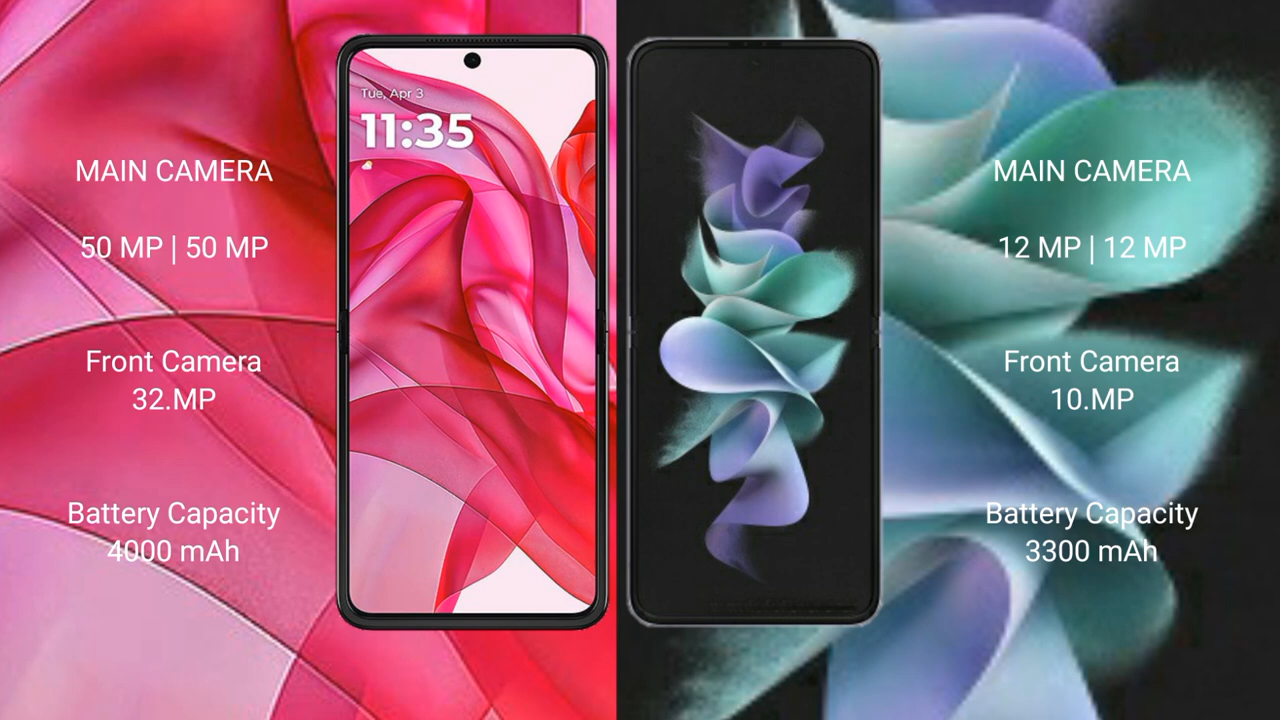 MAIN CAMERA
50 MP | 50 MP
Front Camera
32.MP
Battery Capacity
4000 mAh
Tue, Apr 3
11:35
MAIN CAMERA
12 MP | 12 MP
Front Camera
10.MP
Battery Capacity
3300 mAh